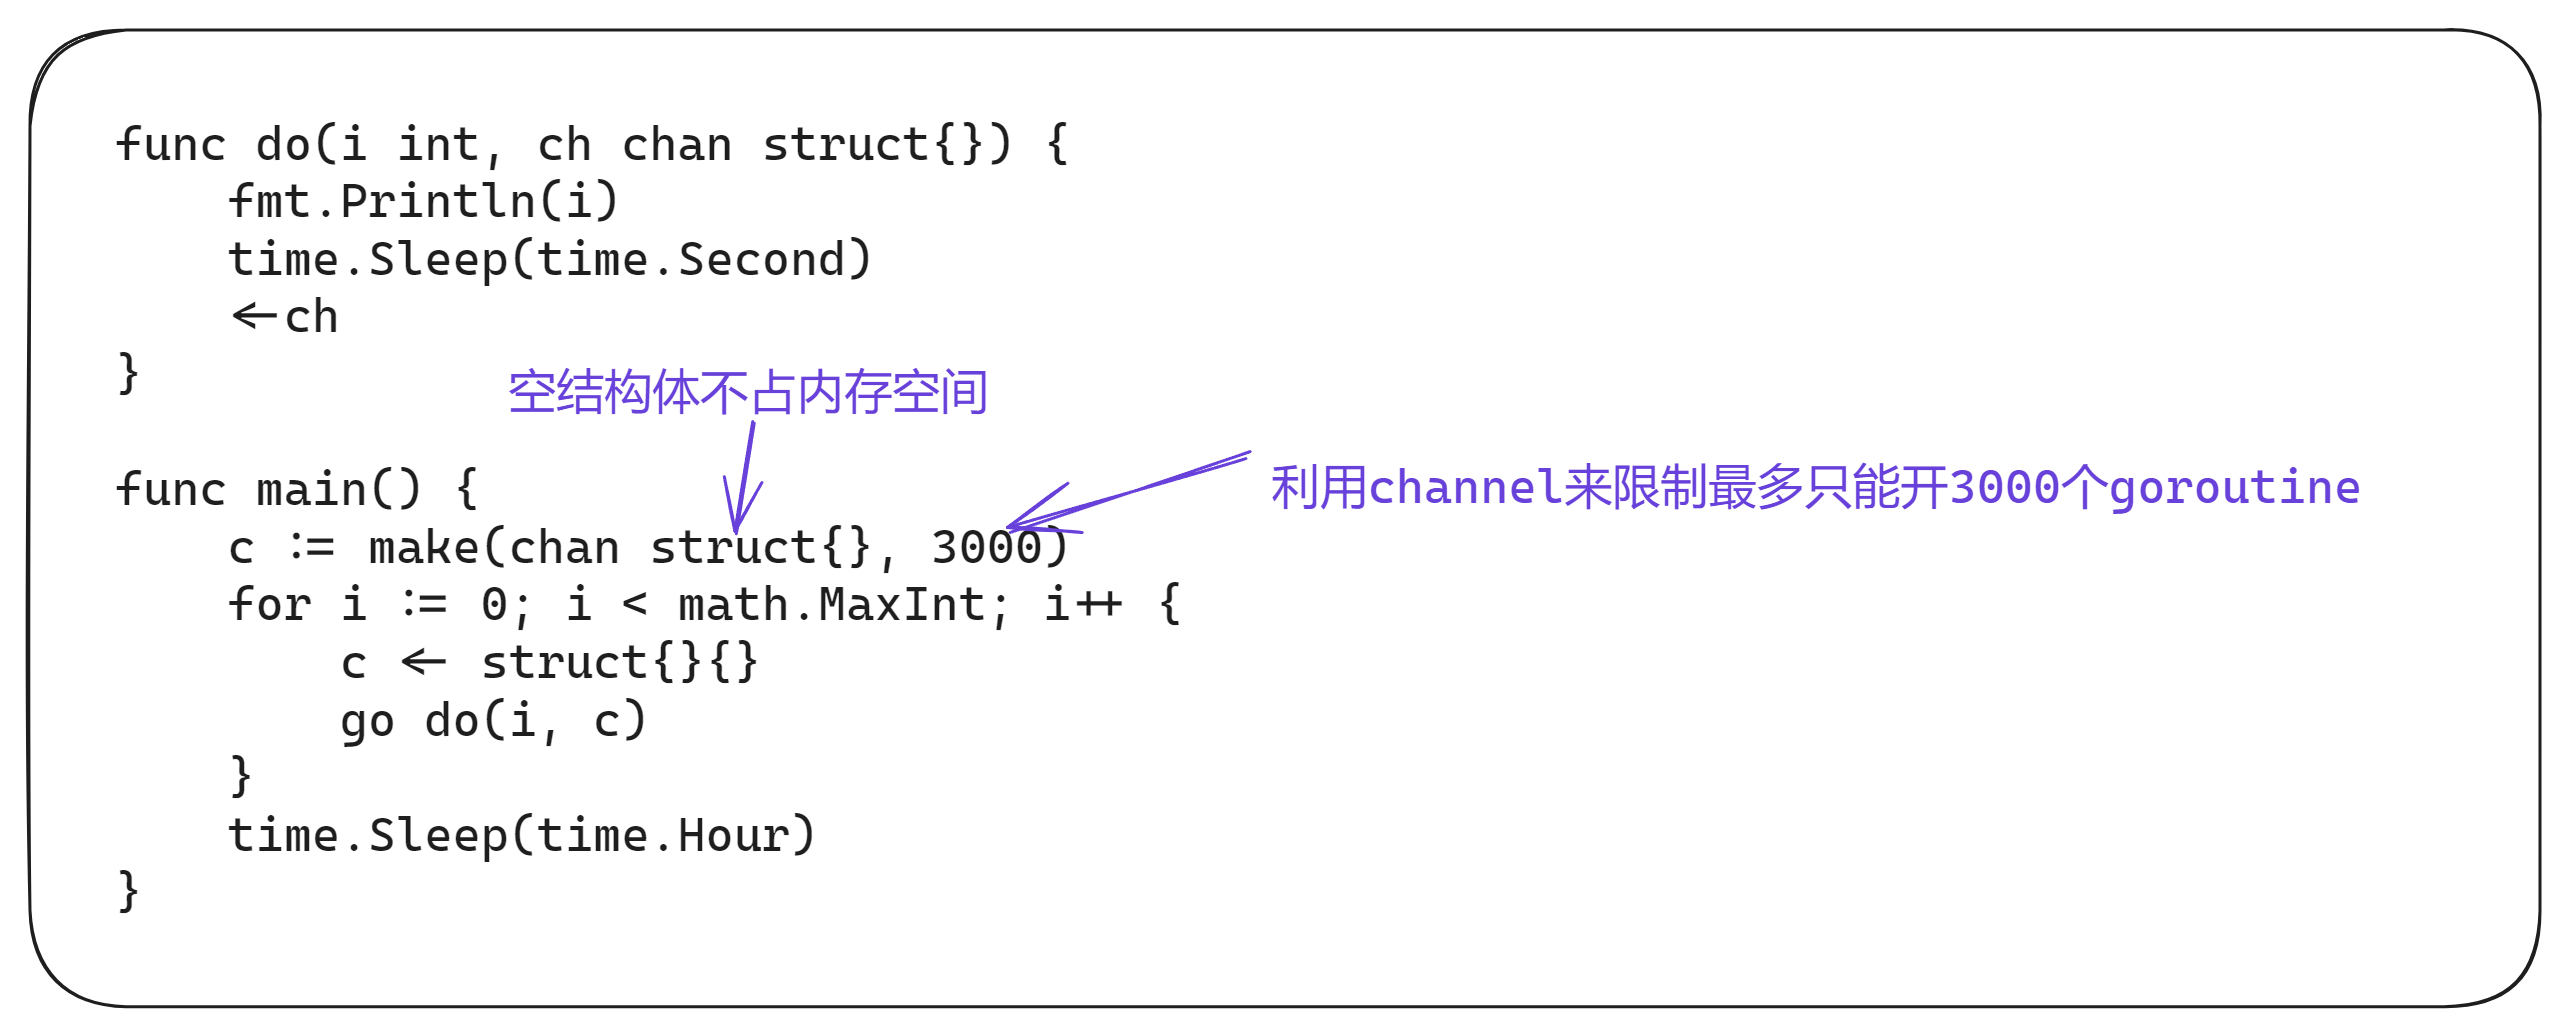 func do(i int, ch chan struct{}) {
    fmt.Println(i)
    time.Sleep(time.Second)
    <-ch
}
空结构体不占内存空间
利用channel来限制最多只能开3000个goroutine
func main() {
    c := make(chan struct{}, 3000)
    for i := 0; i < math.MaxInt; i++ {
        c <- struct{}{}
        go do(i, c)
    }
    time.Sleep(time.Hour)
}